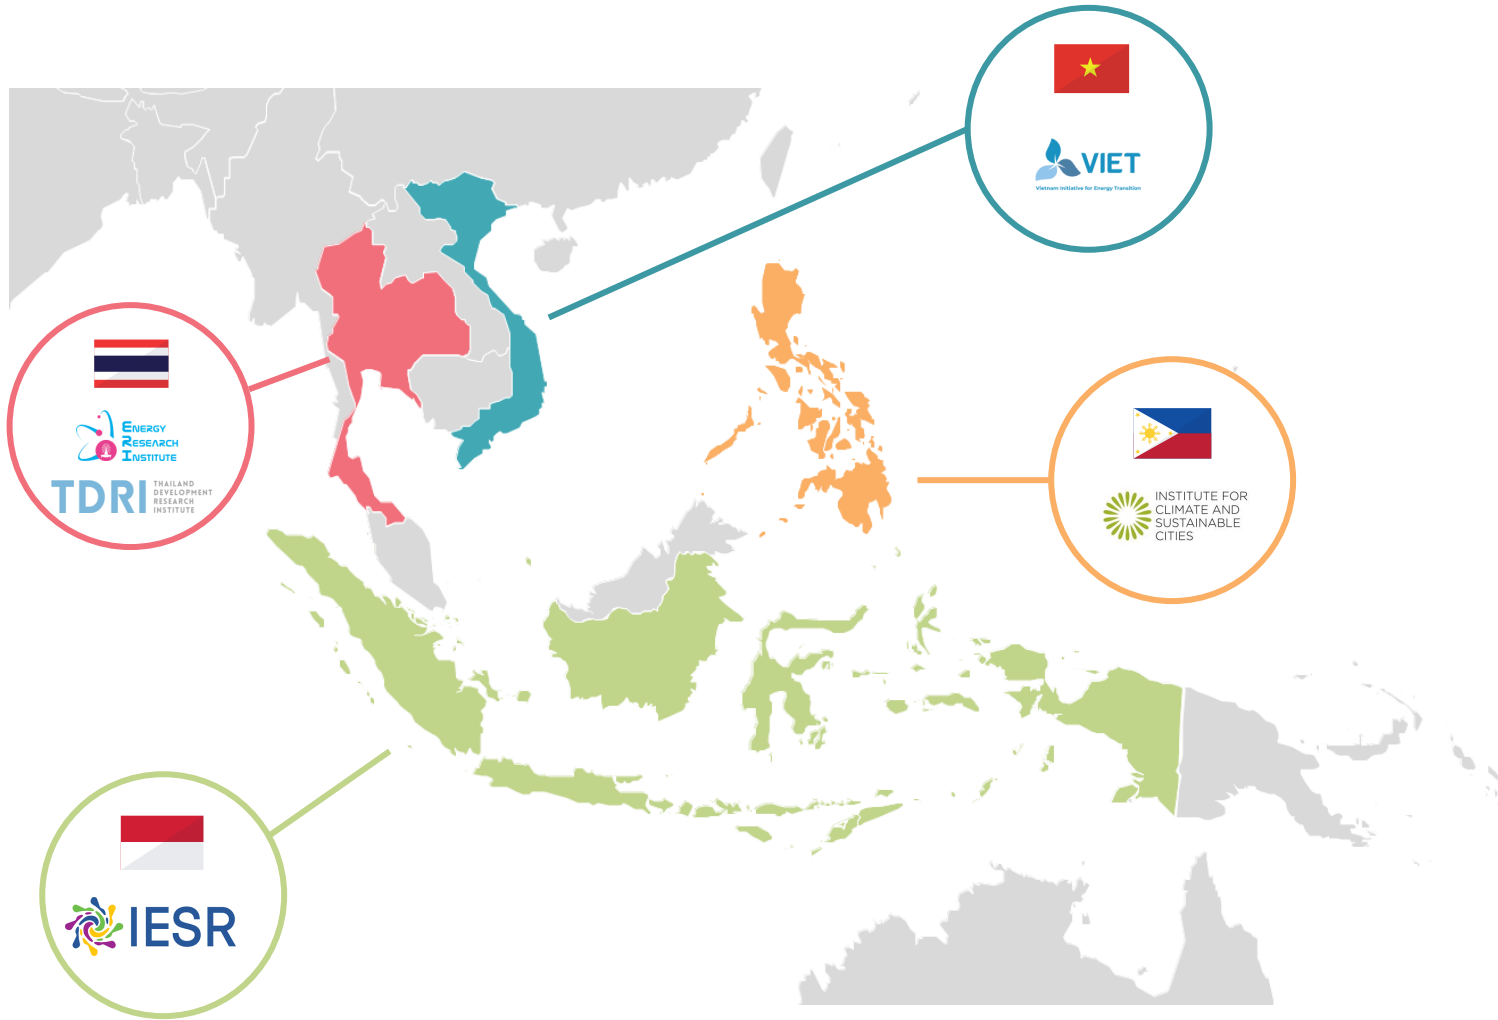 VIET
Vietnam Initiative for Energy Transition
ENERGY
RESEARCH
INSTITUTE
TDRI
THAILAND
DEVELOPMENT
RESEARCH
INSTITUTE
INSTITUTE FOR
CLIMATE AND
SUSTAINABLE
CITIES
IESR